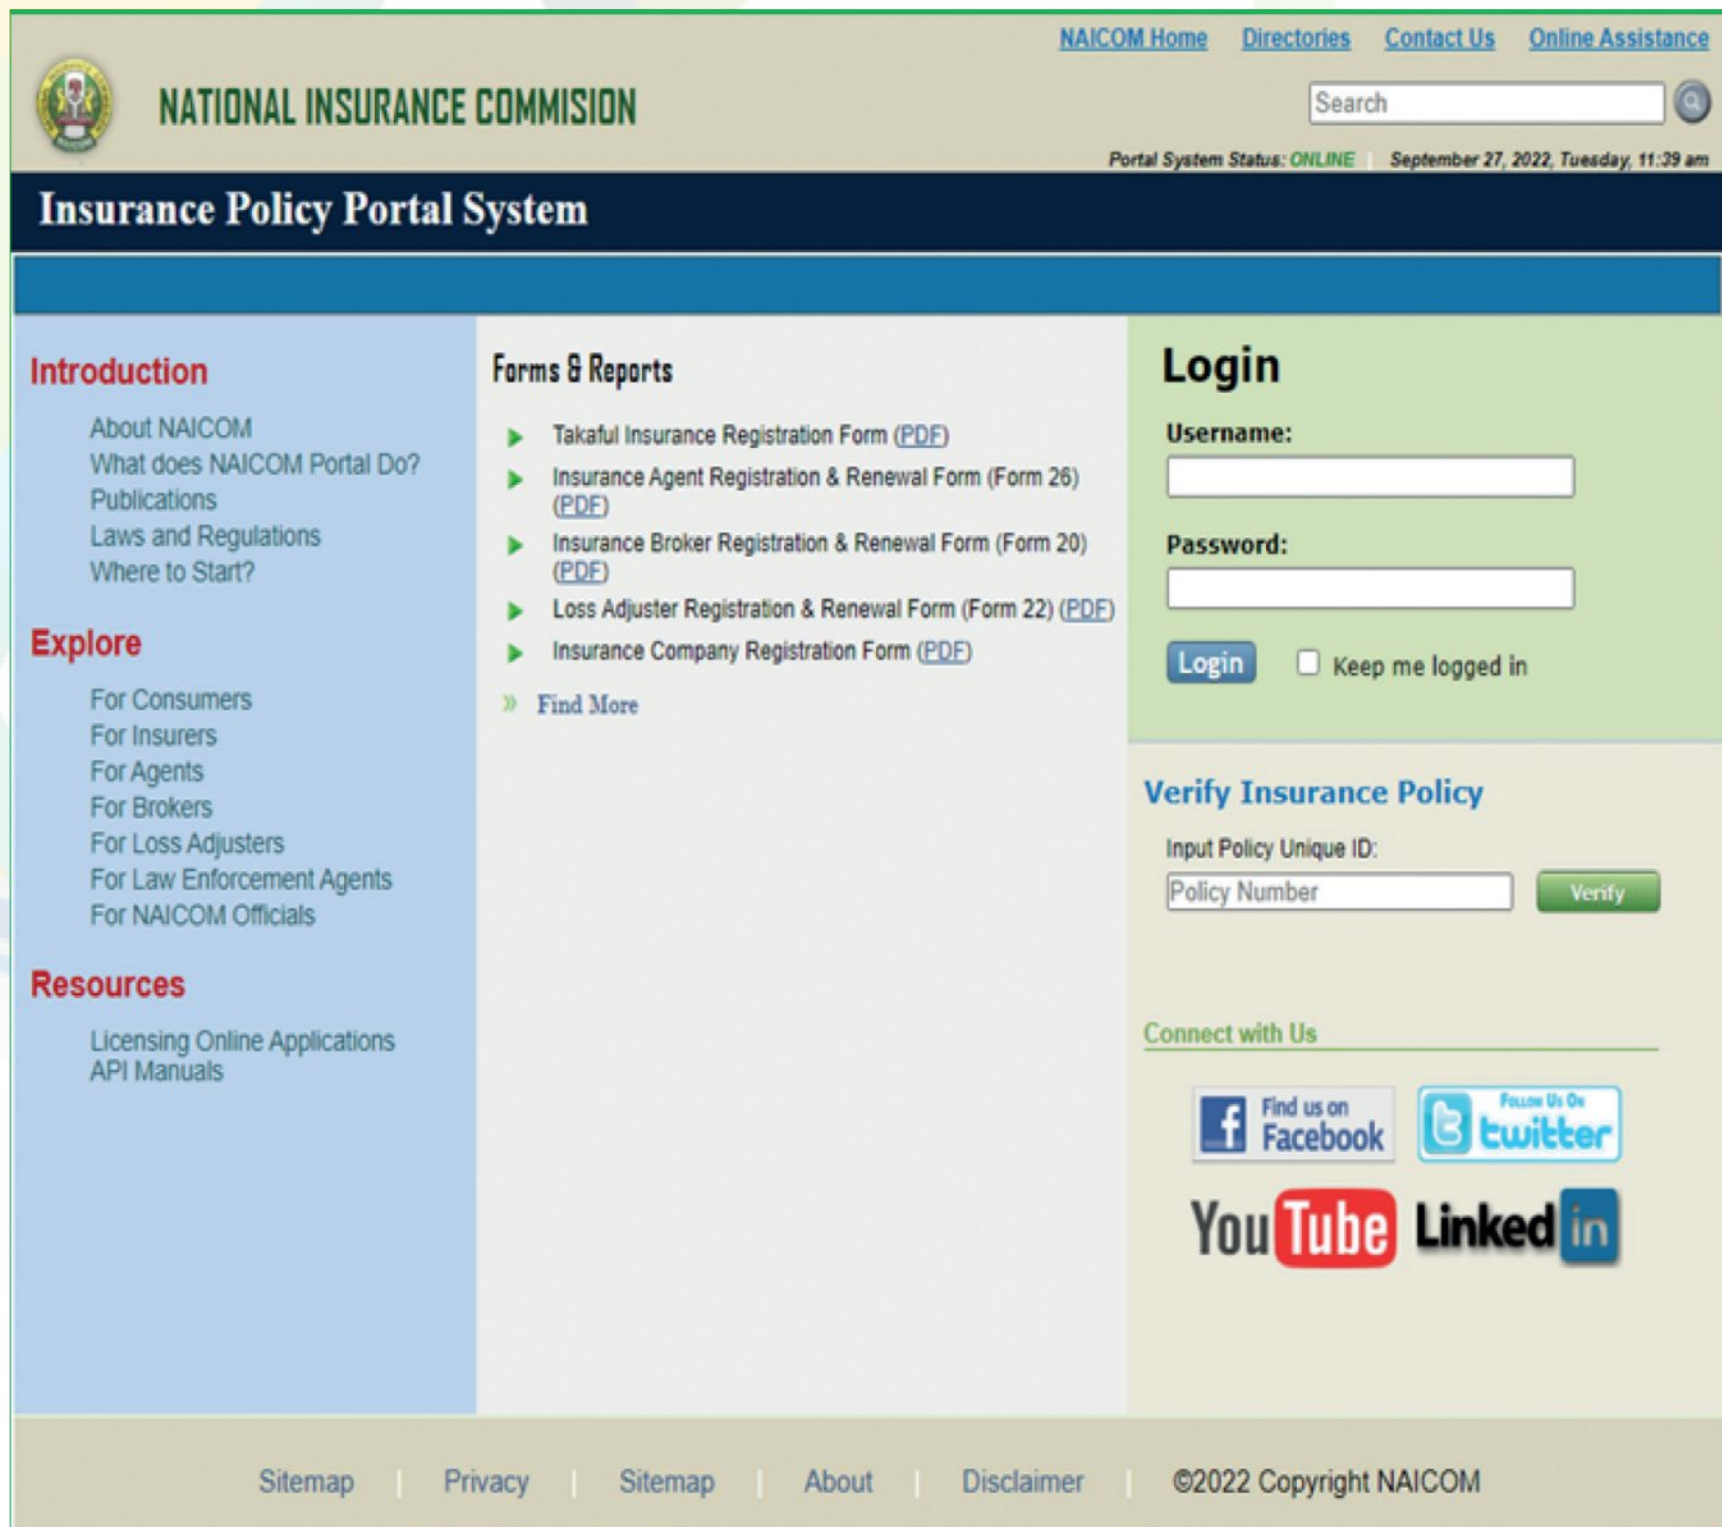 NAICOM Home Directories Contact Us Online Assistance
NATIONAL INSURANCE COMMISION
Search
Portal System Status: ONLINE | September 27, 2022, Tuesday, 11:39 am
Insurance Policy Portal System
Introduction
About NAICOM
What does NAICOM Portal Do?
Publications
Laws and Regulations
Where to Start?
Explore
For Consumers
For Insurers
For Agents
For Brokers
For Loss Adjusters
For Law Enforcement Agents
For NAICOM Officials
Resources
Licensing Online Applications
API Manuals
Forms & Reports
Takaful Insurance Registration Form (PDF)
Insurance Agent Registration & Renewal Form (Form 26)
(PDF)
Insurance Broker Registration & Renewal Form (Form 20)
(PDF)
Loss Adjuster Registration & Renewal Form (Form 22) (PDF)
Insurance Company Registration Form (PDF)
» Find More
Login
Username:
Password:
Login Keep me logged in
Verify Insurance Policy
Input Policy Unique ID:
Policy Number Verify
Connect with Us
Find us on
Facebook
Follow Us On
twitter
YouTube Linked in
Sitemap | Privacy | Sitemap | About | Disclaimer | ©2022 Copyright NAICOM